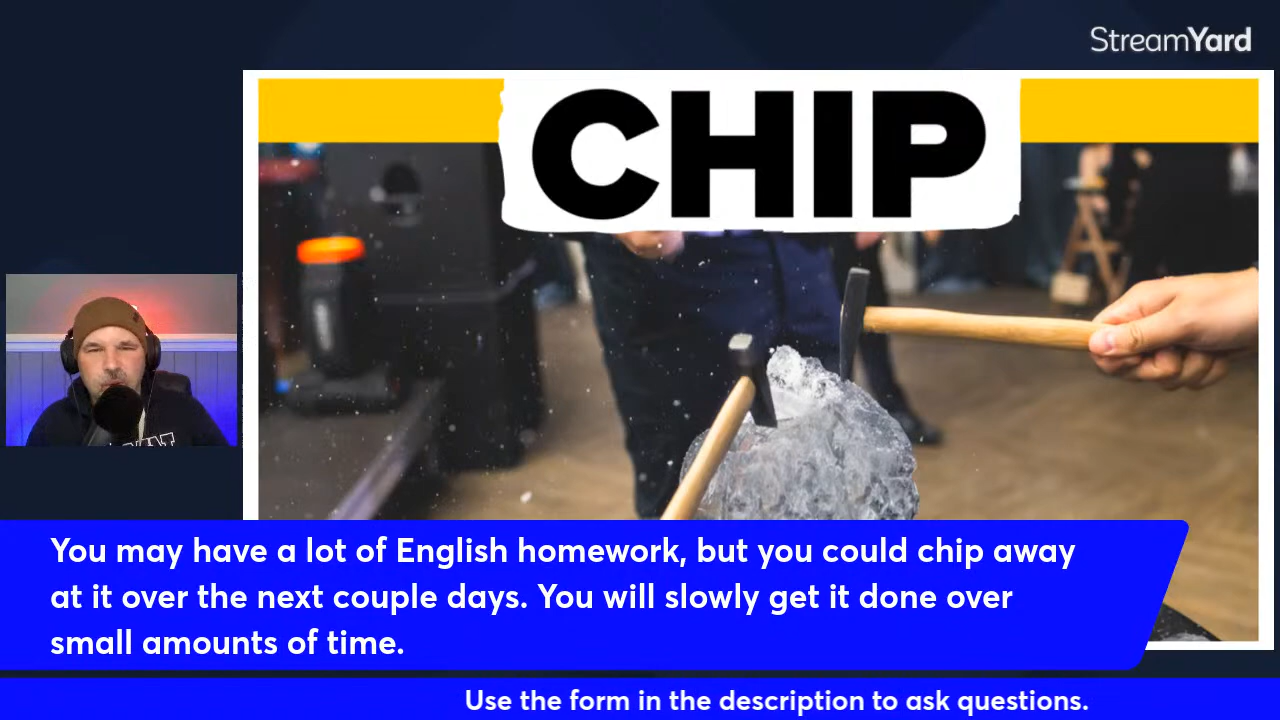 StreamYard
CHIP
You may have a lot of English homework, but you could chip away
at it over the next couple days. You will slowly get it done over
small amounts of time.
Use the form in the description to ask questions.